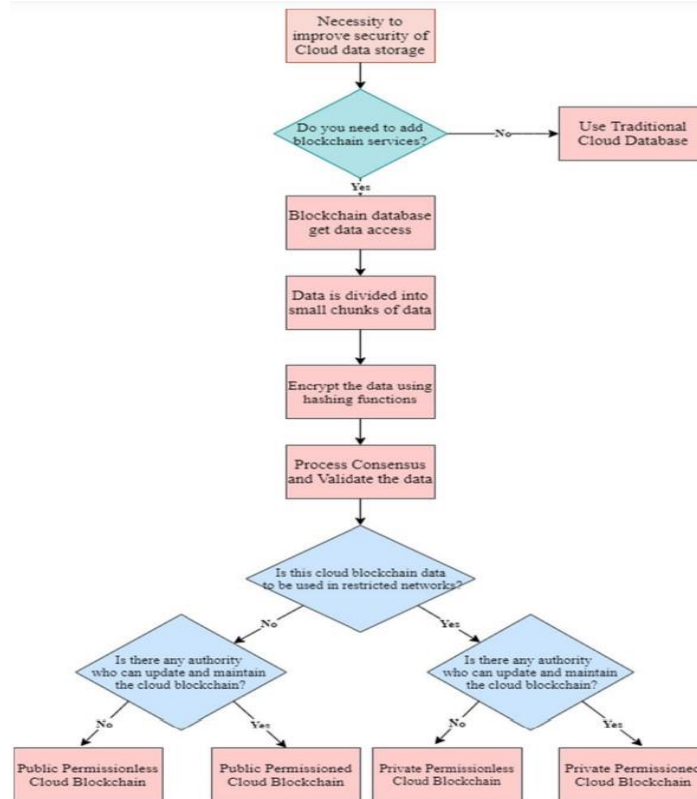 Necessity to
improve security of
Cloud data storage
Do you need to add
blockchain services?
No
Use Traditional
Cloud Database
Yes
Blockchain database
get data access
Data is divided into
small chunks of data
Encrypt the data using
hashing functions
Process Consensus
and Validate the data
Is this cloud blockchain data
to be used in restricted networks?
No
Yes
Is there any authority
who can update and maintain
the cloud blockchain?
Is there any authority
who can update and maintain
the cloud blockchain?
No
Yes
No
Yes
Public Permissionless
Cloud Blockchain
Public Permissioned
Cloud Blockchain
Private Permissionless
Cloud Blockchain
Private Permissioned
Cloud Blockchain